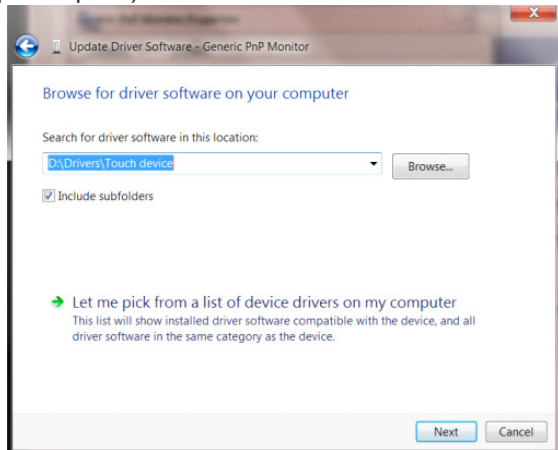 Update Driver Software - Generic PnP Monitor
Browse for driver software on your computer
Search for driver software in this location:
D:\Drivers\Touch device
Browse...
Include subfolders
Let me pick from a list of device drivers on my computer
This list will show installed driver software compatible with the device, and all
driver software in the same category as the device.
Next
Cancel